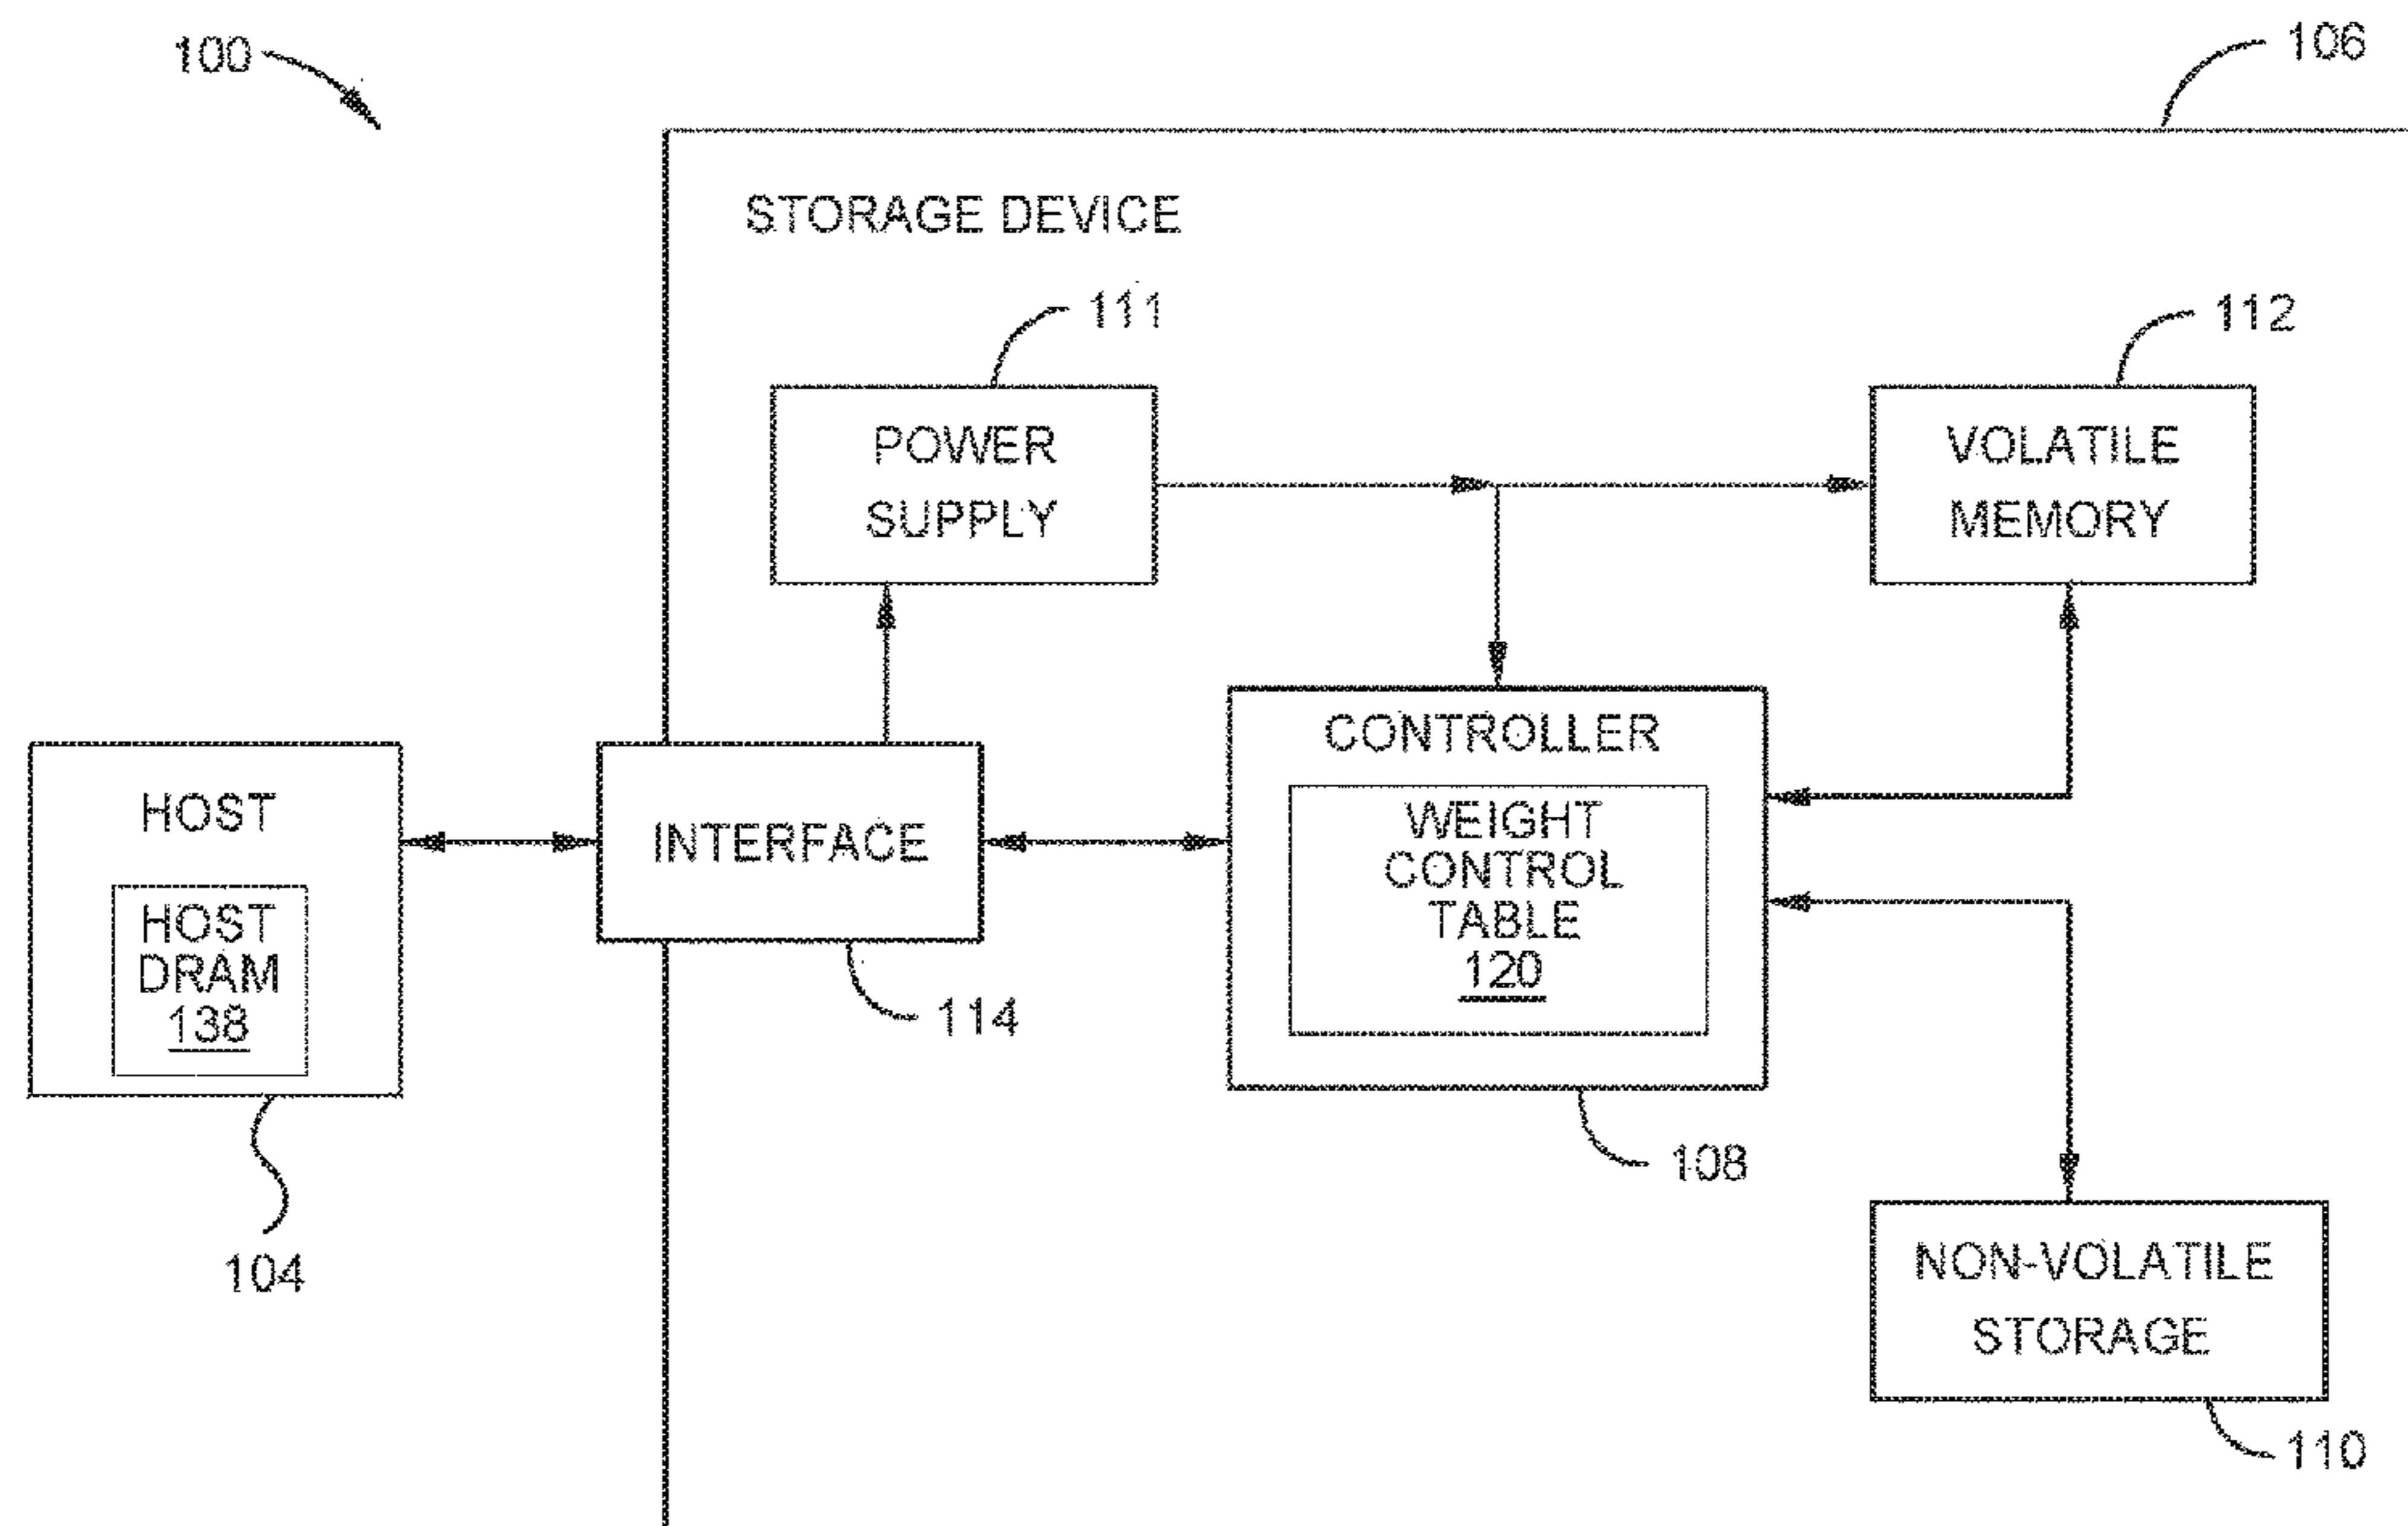 100
106
STORAGE DEVICE
111
112
POWER
SUPPLY
VOLATILE
MEMORY
HOST
HOST
DRAM
138
104
INTERFACE
114
CONTROLLER
WEIGHT
CONTROL
TABLE
120
108
NON-VOLATILE
STORAGE
110